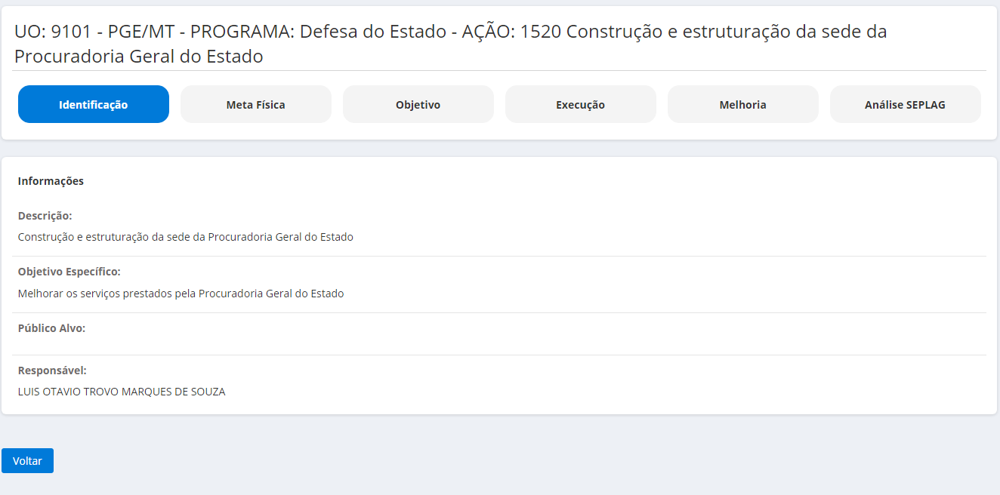 UO: 9101 - PGE/MT - PROGRAMA: Defesa do Estado - AÇÃO: 1520 Construção e estruturação da sede da
Procuradoria Geral do Estado
Identificação
Meta Física
Objetivo
Execução
Melhoria
Análise SEPLAG
Informações
Descrição:
Construção e estruturação da sede da Procuradoria Geral do Estado
Objetivo Específico:
Melhorar os serviços prestados pela Procuradoria Geral do Estado
Público Alvo:
Responsável:
LUIS OTAVIO TROVO MARQUES DE SOUZA
Voltar